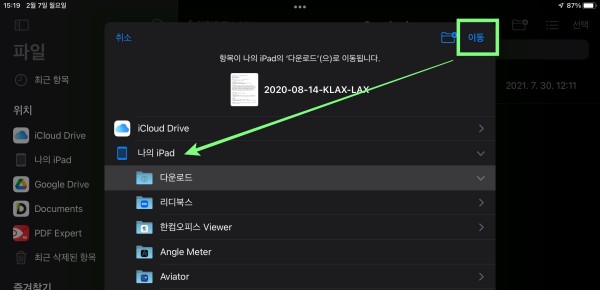 15:19 2월 7일 월요일
87%
파일
취소
이동
선택
항목이 나의 iPad의 '다운로드'(으)로 이동됩니다.
최근 항목
2020-08-14-KLAX-LAX
2021. 7. 30. 12:11
위치
iCloud Drive
iCloud Drive
나의 iPad
나의 iPad
Google Drive
다운로드
Documents
리디북스
PDF Expert
한컴오피스 Viewer
최근 삭제된 항목
Angle Meter
즐겨찾기
Aviator